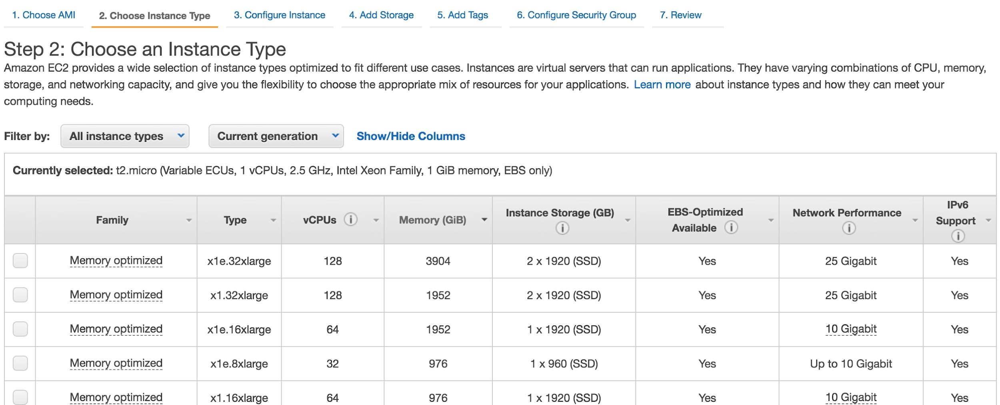 1. Choose AMI 2. Choose Instance Type 3. Configure Instance 4. Add Storage 5. Add Tags 6. Configure Security Group 7. Review
Step 2: Choose an Instance Type
Amazon EC2 provides a wide selection of instance types optimized to fit different use cases. Instances are virtual servers that can run applications. They have varying combinations of CPU, memory,
storage, and networking capacity, and give you the flexibility to choose the appropriate mix of resources for your applications. Learn more about instance types and how they can meet your
computing needs.
Filter by: All instance types Current generation Show/Hide Columns
Currently selected: t2.micro (Variable ECUs, 1 vCPUs, 2.5 GHz, Intel Xeon Family, 1 GiB memory, EBS only)
Family Type vCPUs i Memory (GiB) Instance Storage (GB) i EBS-Optimized Available i Network Performance i IPv6 Support i
Memory optimized x1e.32xlarge 128 3904 2 x 1920 (SSD) Yes 25 Gigabit Yes
Memory optimized x1.32xlarge 128 1952 2 x 1920 (SSD) Yes 25 Gigabit Yes
Memory optimized x1e.16xlarge 64 1952 1 x 1920 (SSD) Yes 10 Gigabit Yes
Memory optimized x1e.8xlarge 32 976 1 x 960 (SSD) Yes Up to 10 Gigabit Yes
Memory optimized x1.16xlarge 64 976 1 x 1920 (SSD) Yes 10 Gigabit Yes